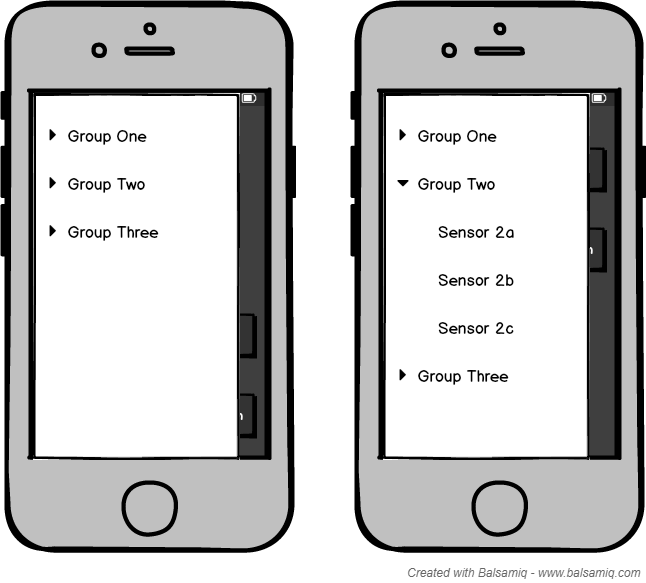 Group One
Group Two
Group Three
Group One
Group Two
Sensor 2a
Sensor 2b
Sensor 2c
Group Three
Created with Balsamiq - www.balsamiq.com